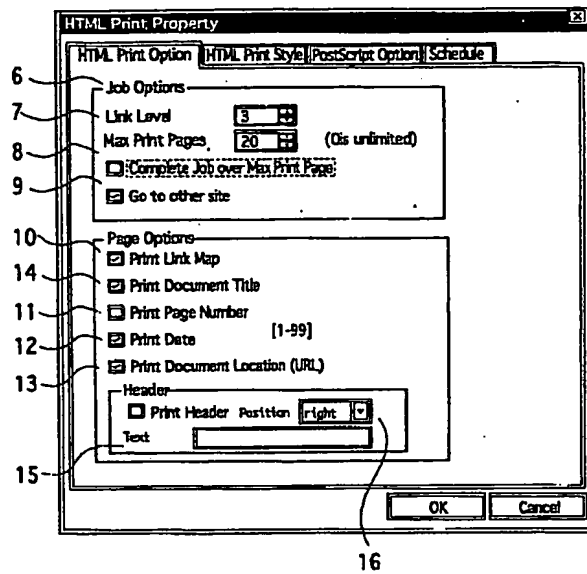 HTML Print Property
HTML Print Option HTML Print Style PostScript Option Schedule
6
Job Options
7
Link Level 3
8
Max Print Pages 20 (0is unlimited)
Complete Job over Max Print Page
9
Go to other site
Page Options
10
Print Link Map
14
Print Document Title
11
Print Page Number
12
Print Date [1-99]
13
Print Document Location (URL)
Header
Print Header Position right
Text
15
OK Cancel
16